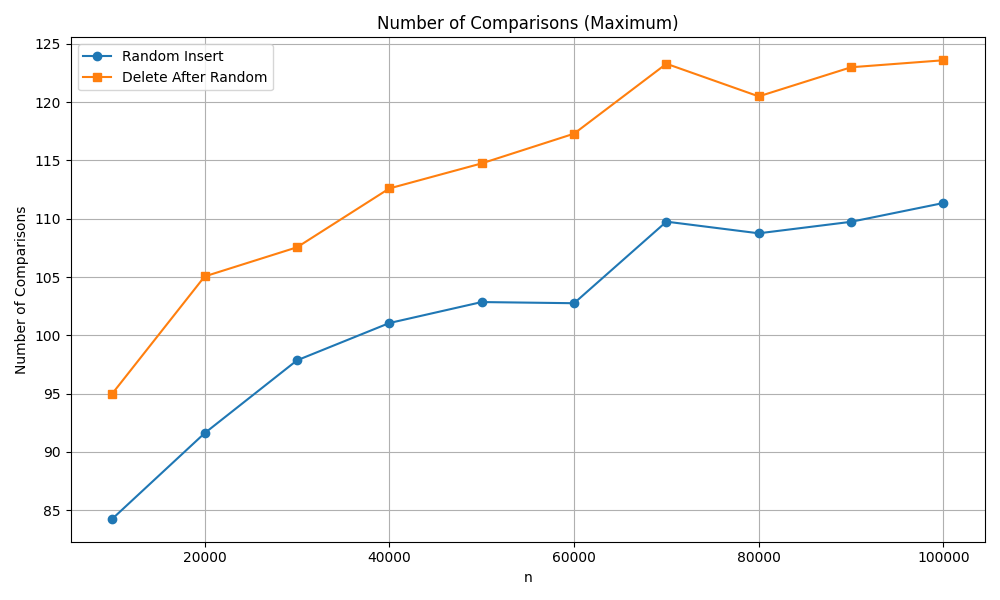 Number of Comparisons (Maximum)
Random Insert
Delete After Random
Number of Comparisons
125
120
115
110
105
100
95
90
85
20000
40000
60000
80000
100000
n